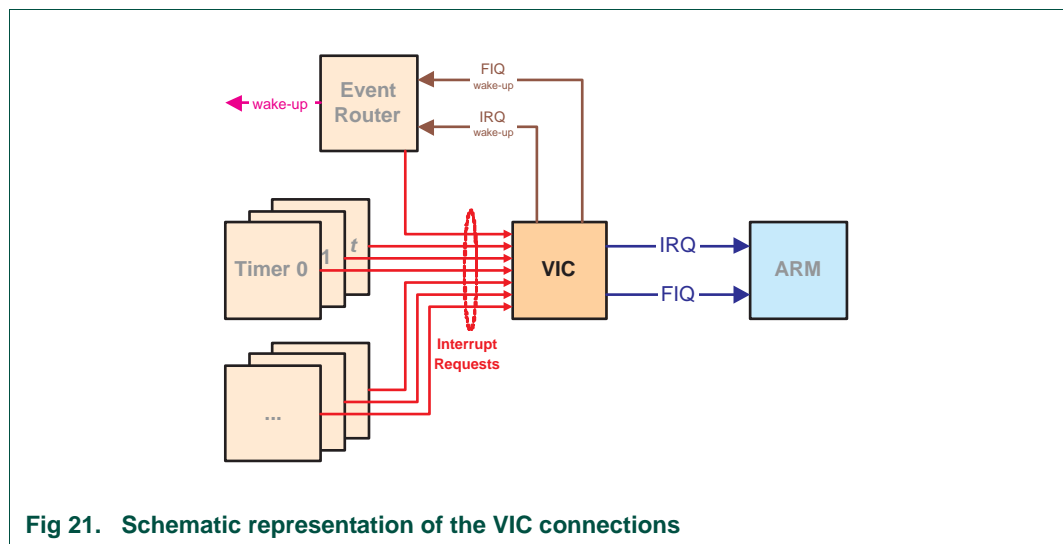 FIQ
wake-up
Event
Router
wake-up
IRQ
wake-up
t
1
Timer 0
IRQ
VIC
ARM
FIQ
Interrupt
Requests
...
Fig 21. Schematic representation of the VIC connections